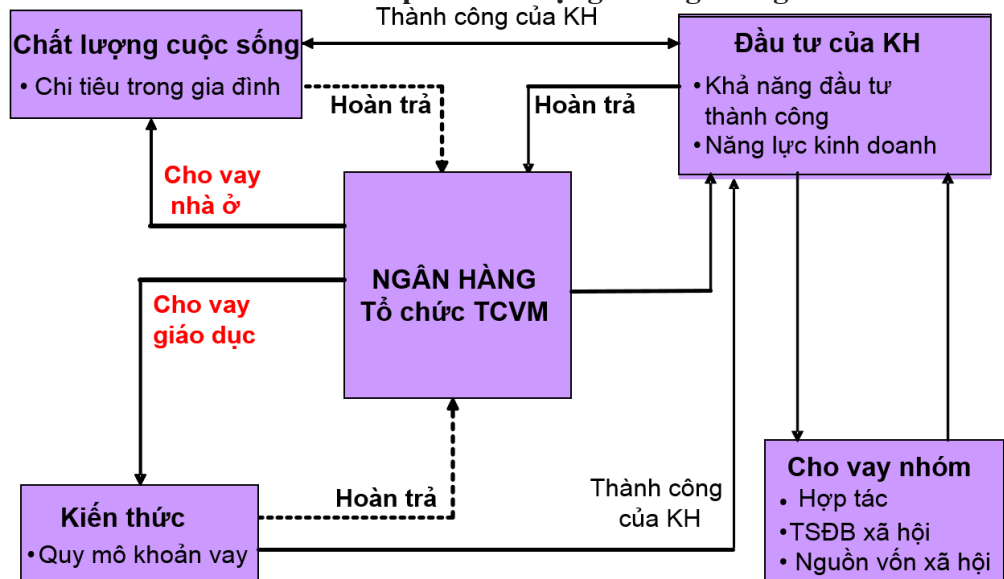 Thành công của KH
Chất lượng cuộc sống
• Chi tiêu trong gia đình
Đầu tư của KH
• Khả năng đầu tư
thành công
• Năng lực kinh doanh
Hoàn trả
Hoàn trả
Cho vay
nhà ở
NGÂN HÀNG
Tổ chức TCVM
Cho vay
giáo dục
Kiến thức
• Quy mô khoản vay
Hoàn trả
Thành công
của KH
Cho vay nhóm
• Hợp tác
• TSĐB xã hội
• Nguồn vốn xã hội